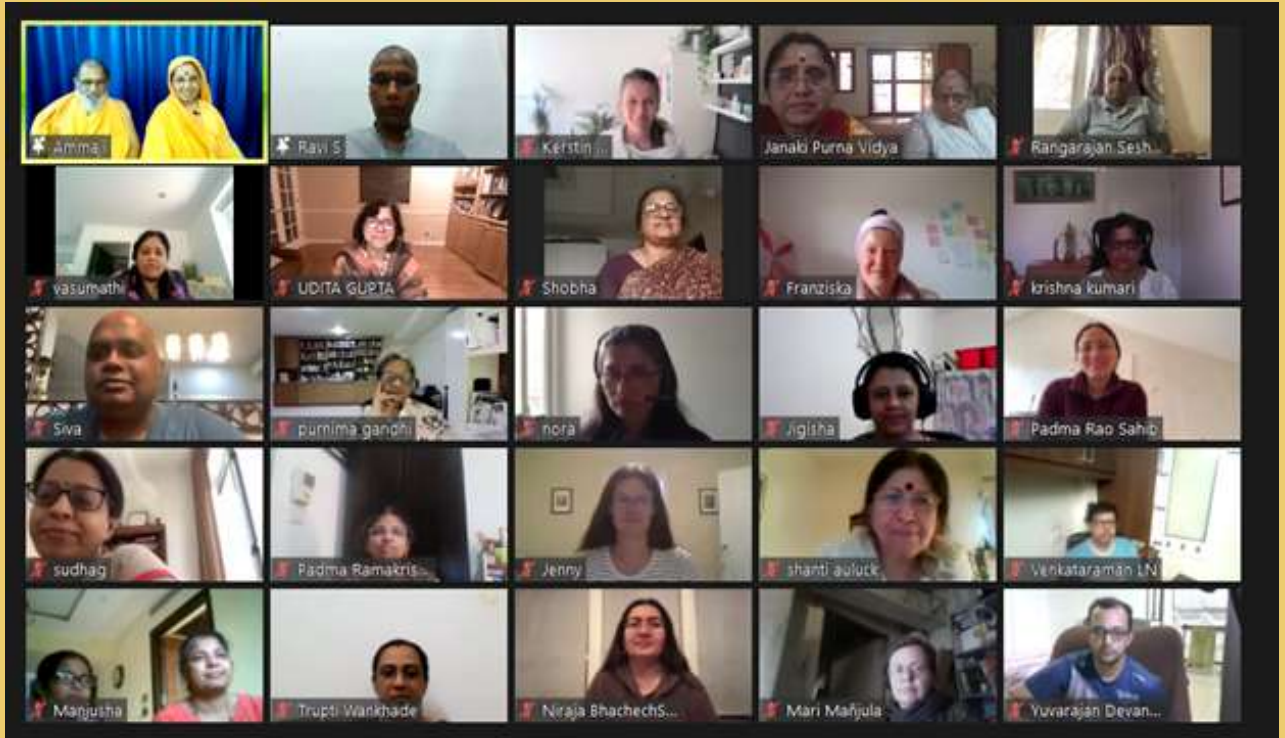 Amma
Ravi S
Kerstin ...
Janaki Purna Vidya
Rangarajan Sesh...
vasumathi
UDITA GUPTA
Shobha
Franziska
krishna kumari
Siva
purnima gandhi
nora
Jigisha
Padma Rao Sahib
sudhag
Padma Ramakris...
Jenny
shanti auluck
Venkataraman LN
Manjusha
Trupti Wankhade
Niraja BhachechS...
Mari Mañjula
Yuvarajan Devan...